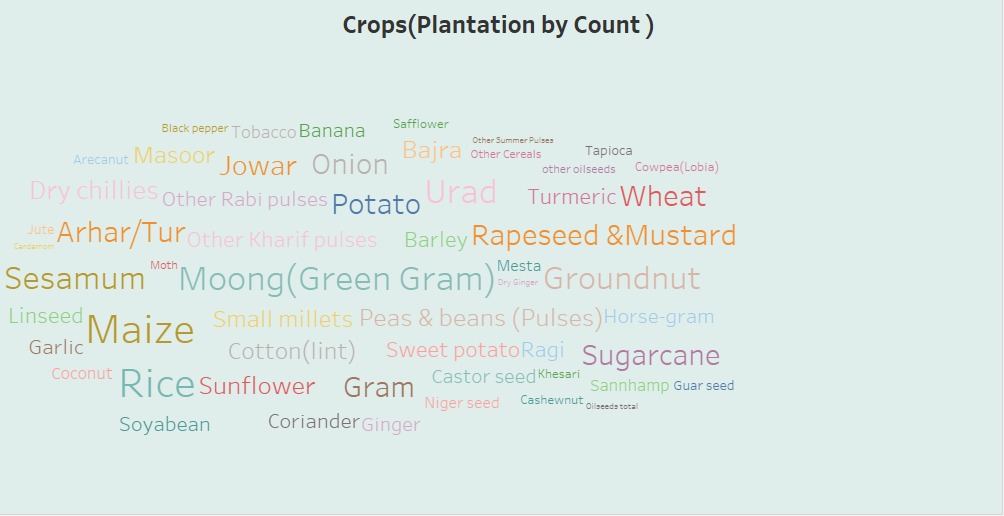 Crops(Plantation by Count )
Black pepper Tobacco Banana Safflower
Arecanut Masoor Jowar Onion Bajra Other Summer Pulses
Other Cereals Tapioca
other oilseeds Cowpea(Lobia)
Dry chillies Other Rabi pulses Potato Urad Turmeric Wheat
Jute Arhar/Tur Other Kharif pulses Barley Rapeseed &Mustard
Cardamom
Sesamum Moth Moong(Green Gram) Mesta Groundnut
Dry Ginger
Linseed Maize Small millets Peas & beans (Pulses) Horse-gram
Garlic Cotton(lint) Sweet potato Ragi Sugarcane
Coconut Rice Sunflower Gram Castor seed Khesari Sannhamp Guar seed
Niger seed Cashewnut Oilseeds total
Soyabean Coriander Ginger